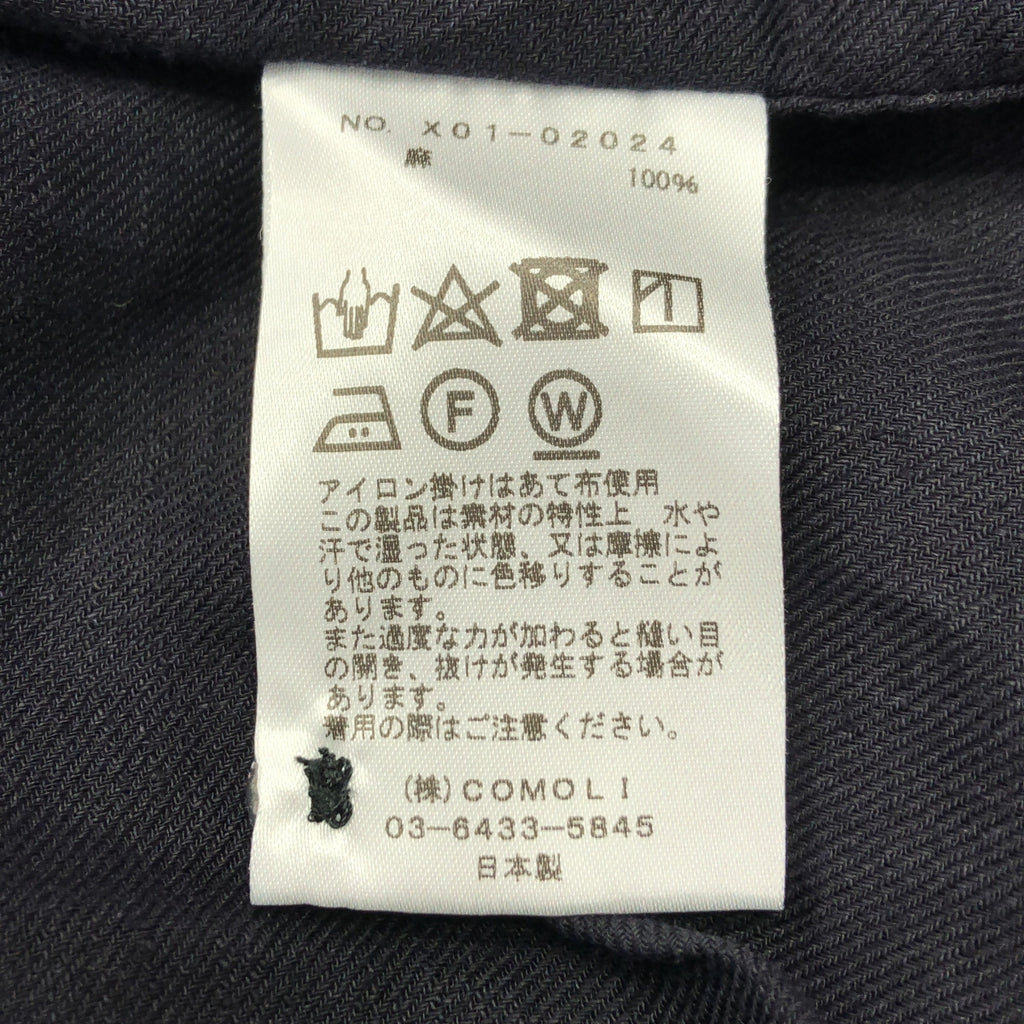 NO. X01-02024
麻 100%
F W
アイロン掛けはあて布使用
この製品は素材の特性上 水や
汗で湿った状態、又は摩擦によ
り他のものに色移りすることが
あります。
また過度な力が加わると縫い目
の開き、抜けが発生する場合が
あります。
着用の際はご注意ください。
(株)COMOLI
03-6433-5845
日本製